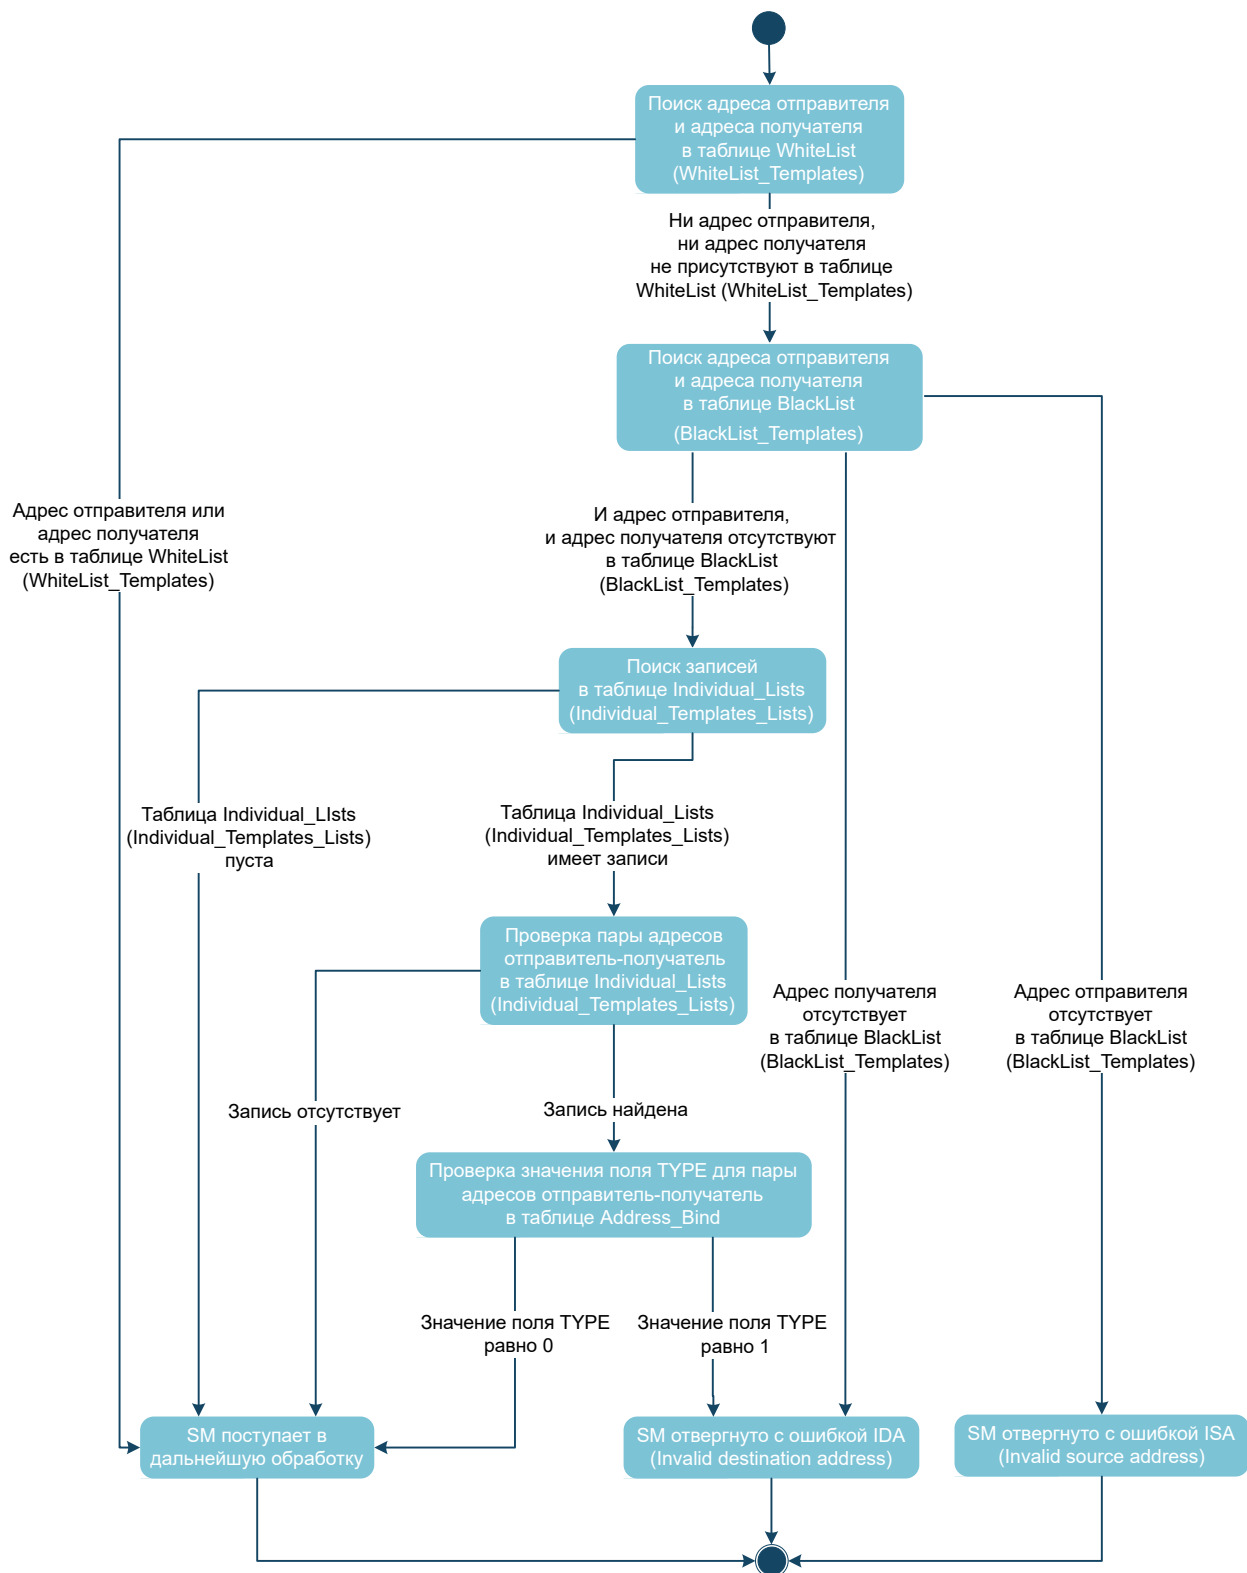 Поиск адреса отправителя
и адреса получателя
в таблице WhiteList
(WhiteList_Templates)
Ни адрес отправителя,
ни адрес получателя
не присутствуют в таблице
WhiteList (WhiteList_Templates)
Поиск адреса отправителя
и адреса получателя
в таблице BlackList
(BlackList_Templates)
Адрес отправителя или
адрес получателя
есть в таблице WhiteList
(WhiteList_Templates)
И адрес отправителя,
и адрес получателя отсутствуют
в таблице BlackList
(BlackList_Templates)
Поиск записей
в таблице Individual_Lists
(Individual_Templates_Lists)
Таблица Individual_LIsts
(Individual_Templates_Lists)
пуста
Таблица Individual_Lists
(Individual_Templates_Lists)
имеет записи
Проверка пары адресов
отправитель-получатель
в таблице Individual_Lists
(Individual_Templates_Lists)
Адрес получателя
отсутствует
в таблице BlackList
(BlackList_Templates)
Адрес отправителя
отсутствует
в таблице BlackList
(BlackList_Templates)
Запись отсутствует
Запись найдена
Проверка значения поля TYPE для пары
адресов отправитель-получатель
в таблице Address_Bind
Значение поля TYPE
равно 0
Значение поля TYPE
равно 1
SM поступает в
дальнейшую обработку
SM отвергнуто с ошибкой IDA
(Invalid destination address)
SM отвергнуто с ошибкой ISA
(Invalid source address)